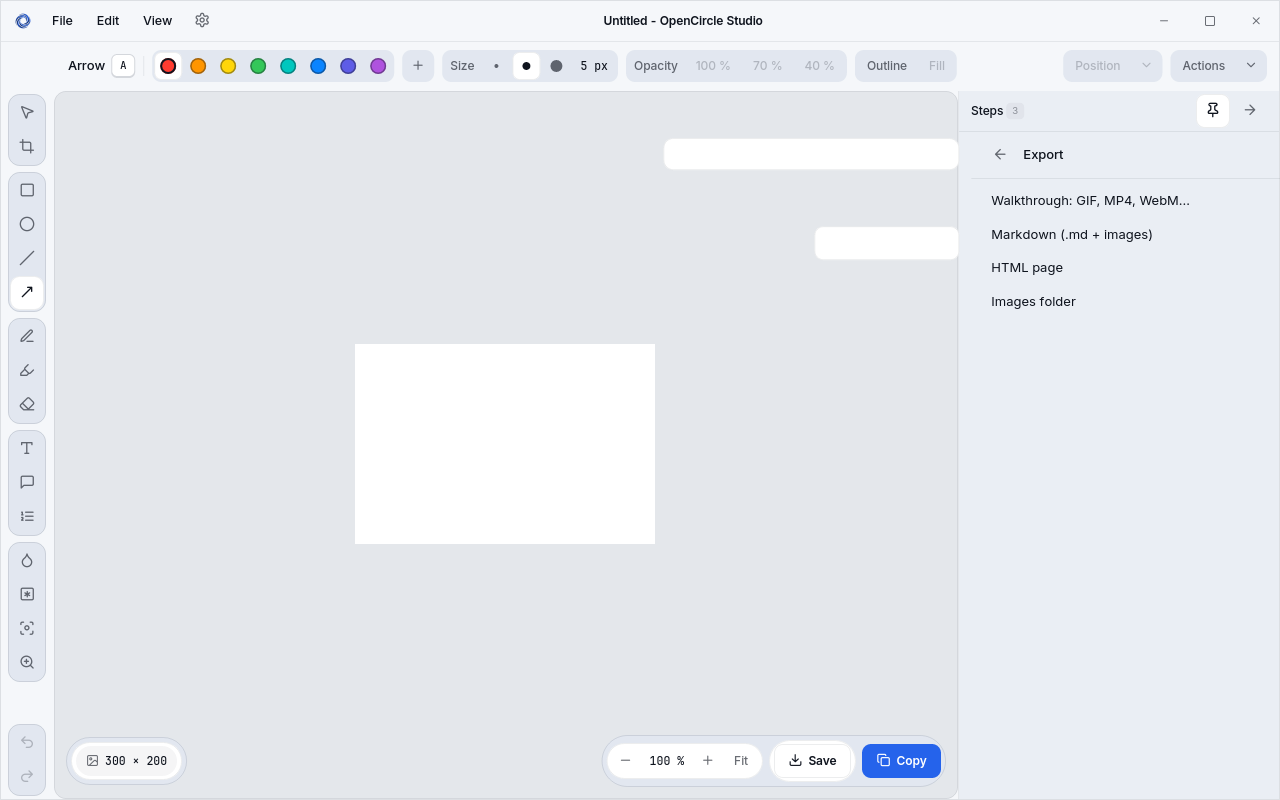 File Edit View
Untitled - OpenCircle Studio
Arrow A
Size 5 px
Opacity 100 % 70 % 40 %
Outline Fill
Position
Actions
Steps 3
Export
Walkthrough: GIF, MP4, WebM...
Markdown (.md + images)
HTML page
Images folder
300 × 200
100 %
Fit
Save
Copy